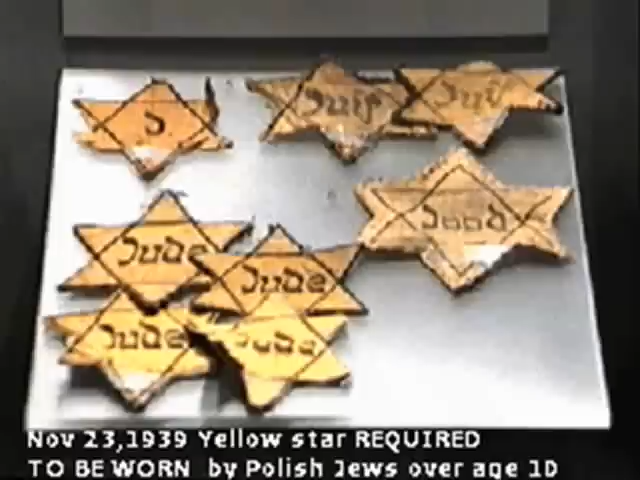 J.
Juif
Juif
Jood
Jude
Jude
Jude
Jude
Nov 23,1939 Yellow star REQUIRED
TO BE WORN by Polish Jews over age 10